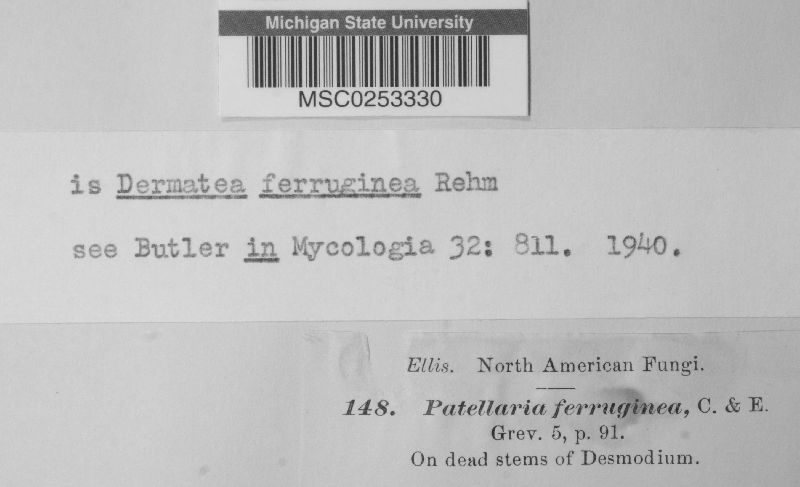 Michigan State University
MSC0253330
is Dermatea ferruginea Rehm
see Butler in Mycologia 32: 811. 1940.
Ellis. North American Fungi.
148. Patellaria ferruginea, C. & E.
Grev. 5, p. 91.
On dead stems of Desmodium.